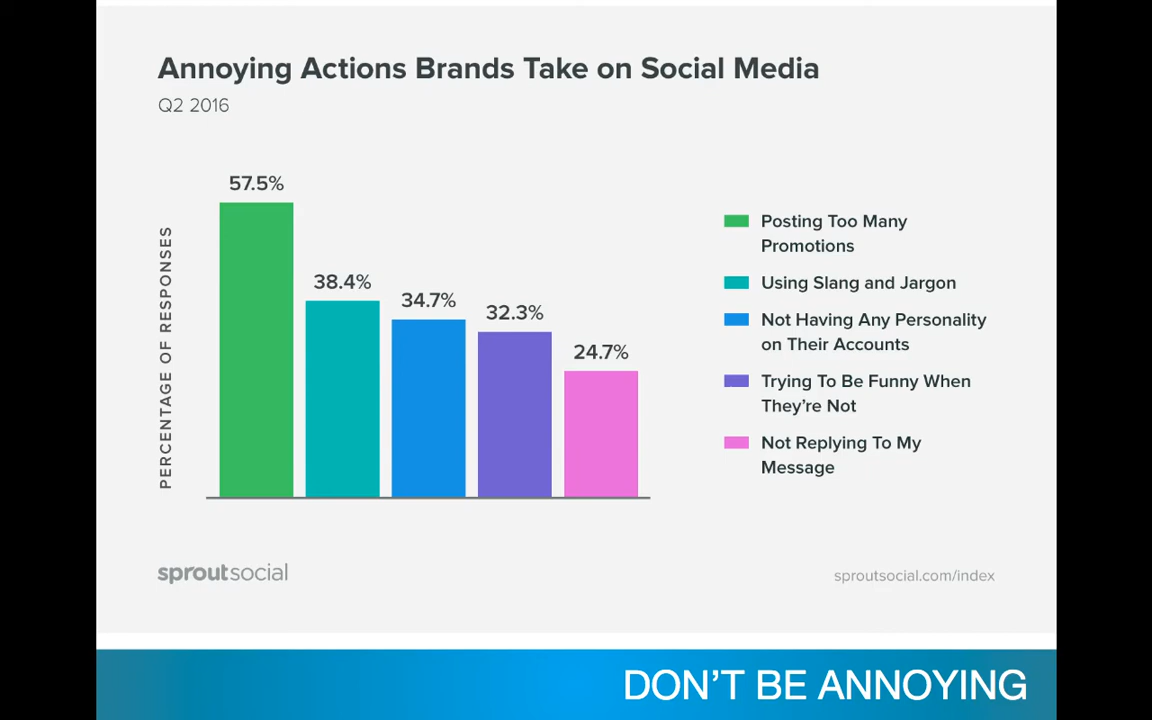 Annoying Actions Brands Take on Social Media
Q2 2016
PERCENTAGE OF RESPONSES
57.5%
38.4%
34.7%
32.3%
24.7%
Posting Too Many
Promotions
Using Slang and Jargon
Not Having Any Personality
on Their Accounts
Trying To Be Funny When
They’re Not
Not Replying To My
Message
sproutsocial
sproutsocial.com/index
DON’T BE ANNOYING